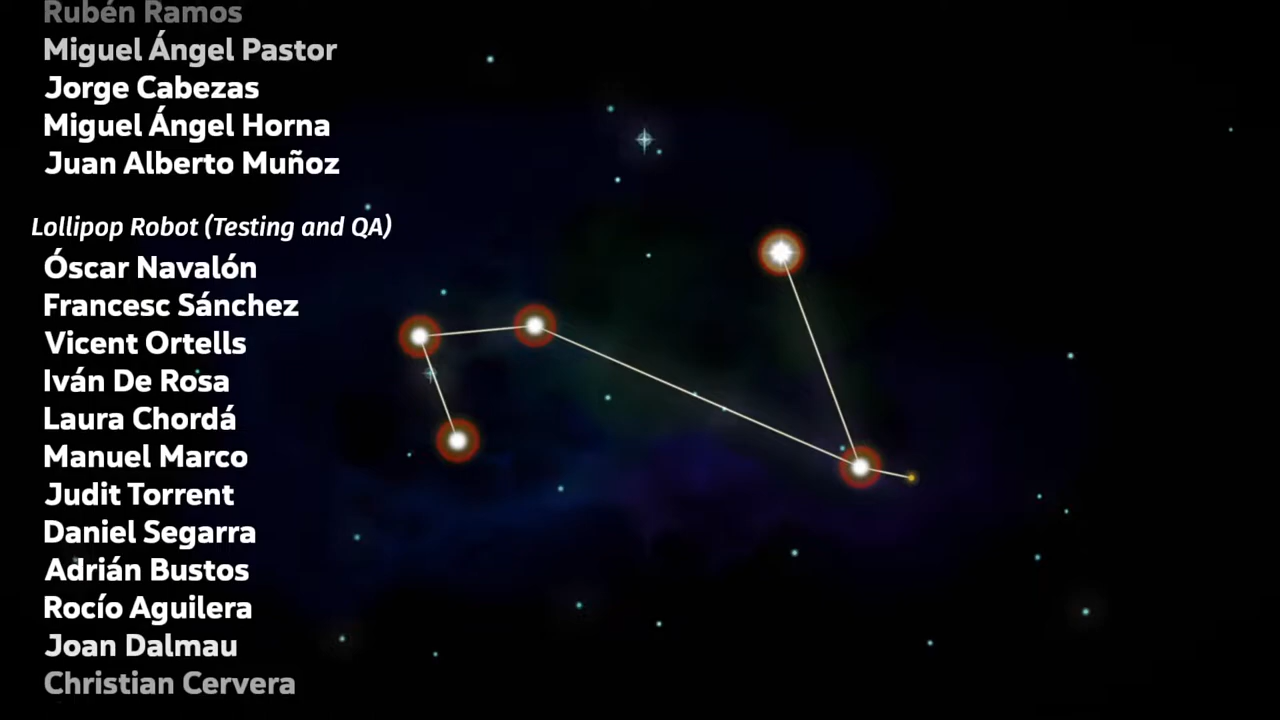 Rubén Ramos
Miguel Ángel Pastor
Jorge Cabezas
Miguel Ángel Horna
Juan Alberto Muñoz
Lollipop Robot (Testing and QA)
Óscar Navalón
Francesc Sánchez
Vicent Ortells
Iván De Rosa
Laura Chordá
Manuel Marco
Judit Torrent
Daniel Segarra
Adrián Bustos
Rocío Aguilera
Joan Dalmau
Christian Cervera